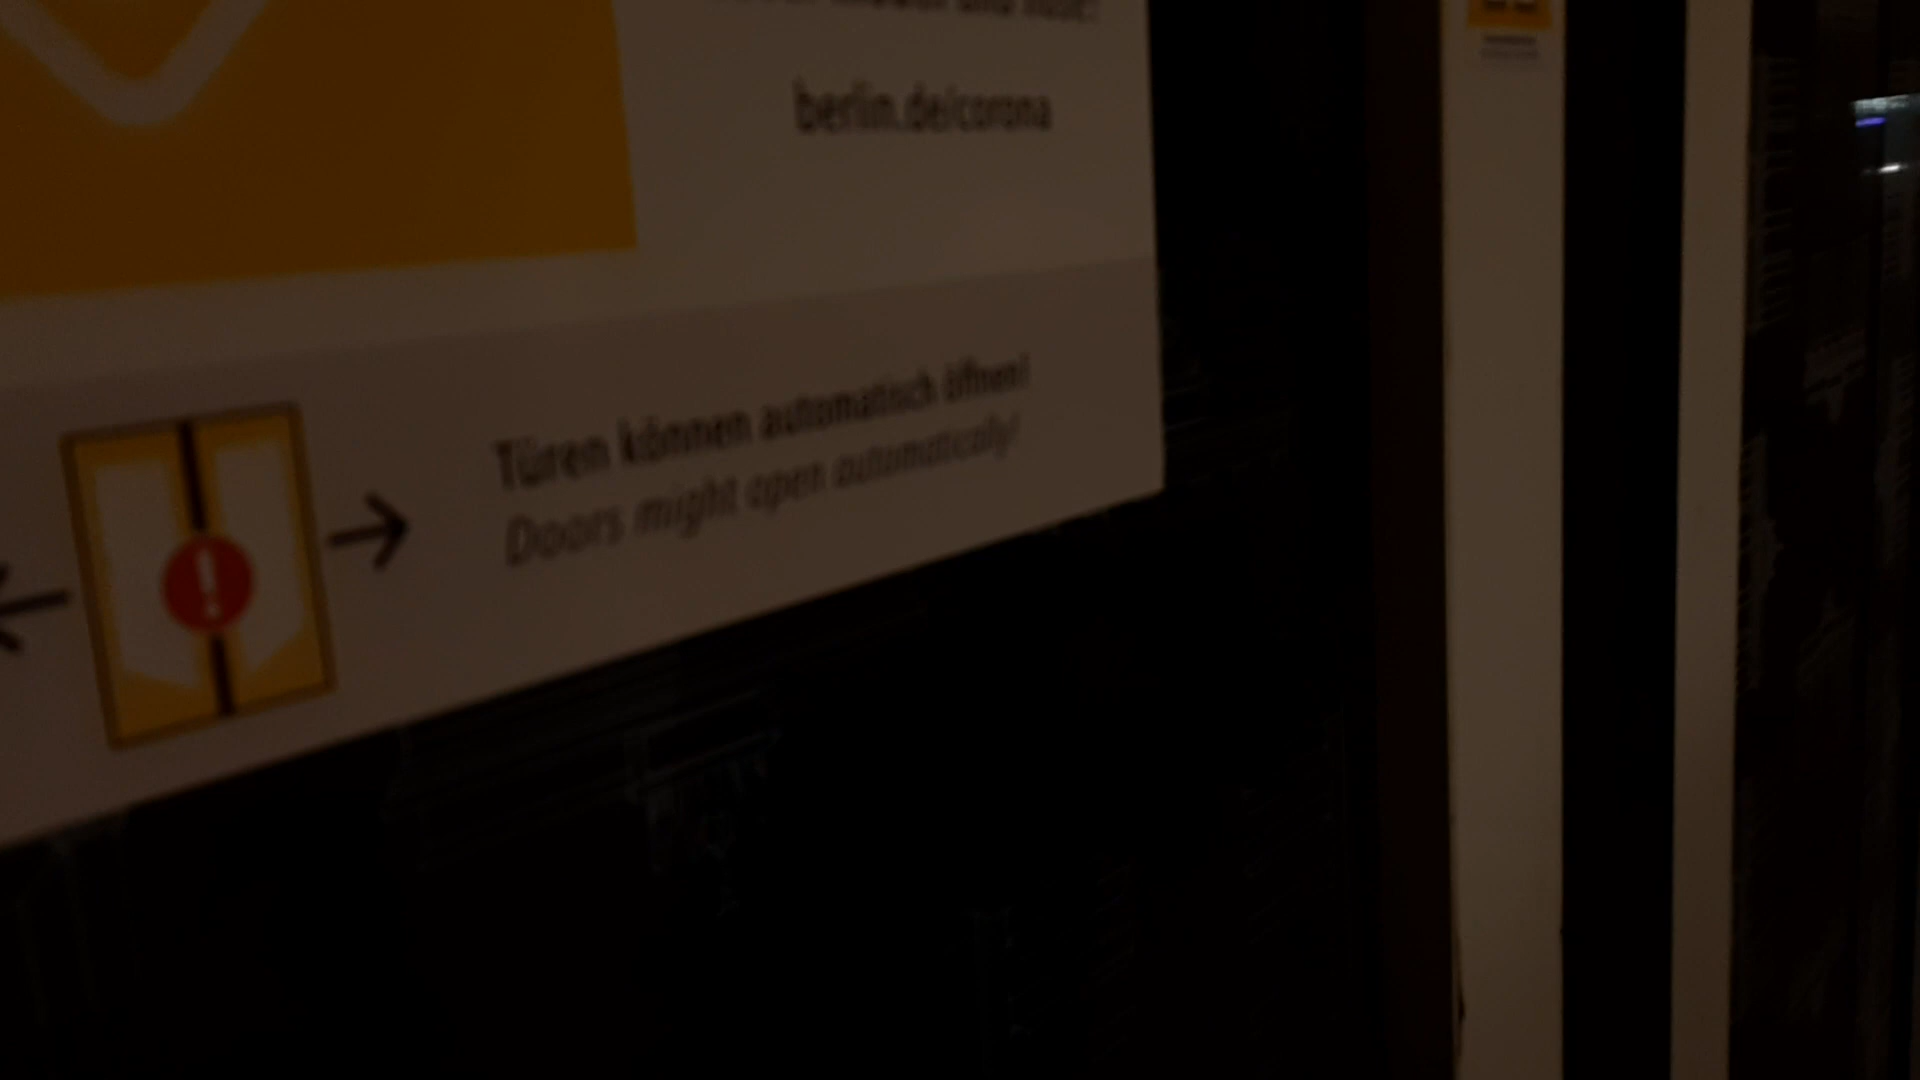 berlin.de/corona
Türen können automatisch öffnen!
Doors might open automatically!